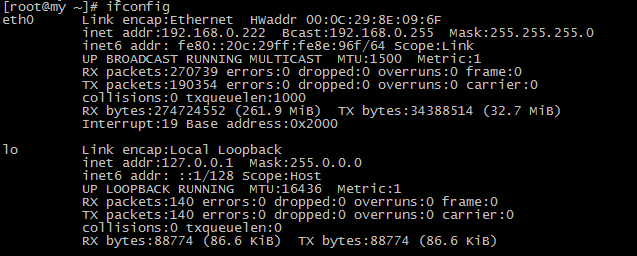 [root@my ~]# ifconfig
eth0      Link encap:Ethernet  HWaddr 00:0C:29:8E:09:6F
          inet addr:192.168.0.222  Bcast:192.168.0.255  Mask:255.255.255.0
          inet6 addr: fe80::20c:29ff:fe8e:96f/64 Scope:Link
          UP BROADCAST RUNNING MULTICAST  MTU:1500  Metric:1
          RX packets:270739 errors:0 dropped:0 overruns:0 frame:0
          TX packets:190354 errors:0 dropped:0 overruns:0 carrier:0
          collisions:0 txqueuelen:1000
          RX bytes:274724552 (261.9 MiB)  TX bytes:34388514 (32.7 MiB)
          Interrupt:19 Base address:0x2000
lo        Link encap:Local Loopback
          inet addr:127.0.0.1  Mask:255.0.0.0
          inet6 addr: ::1/128 Scope:Host
          UP LOOPBACK RUNNING  MTU:16436  Metric:1
          RX packets:140 errors:0 dropped:0 overruns:0 frame:0
          TX packets:140 errors:0 dropped:0 overruns:0 carrier:0
          collisions:0 txqueuelen:0
          RX bytes:88774 (86.6 KiB)  TX bytes:88774 (86.6 KiB)